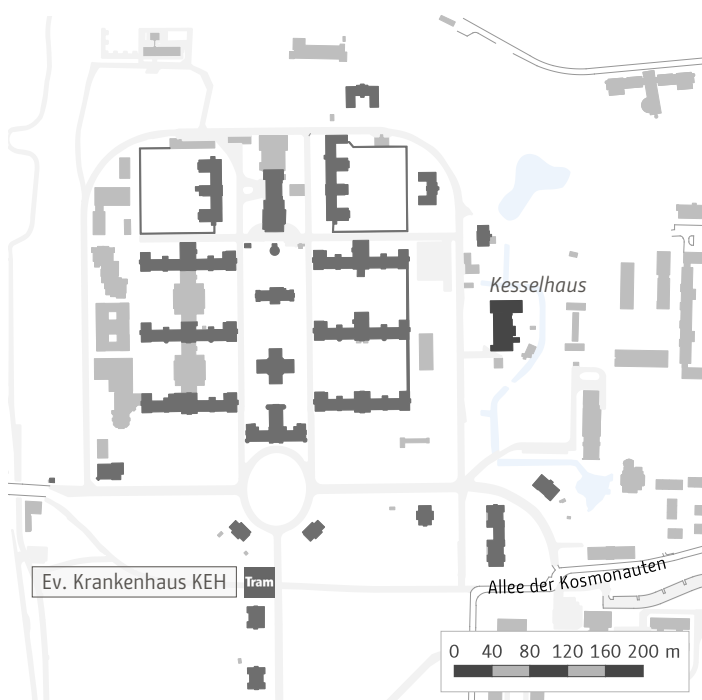 Kesselhaus
Ev. Krankenhaus KEH
Tram
Allee der Kosmonauten
0 40 80 120 160 200 m